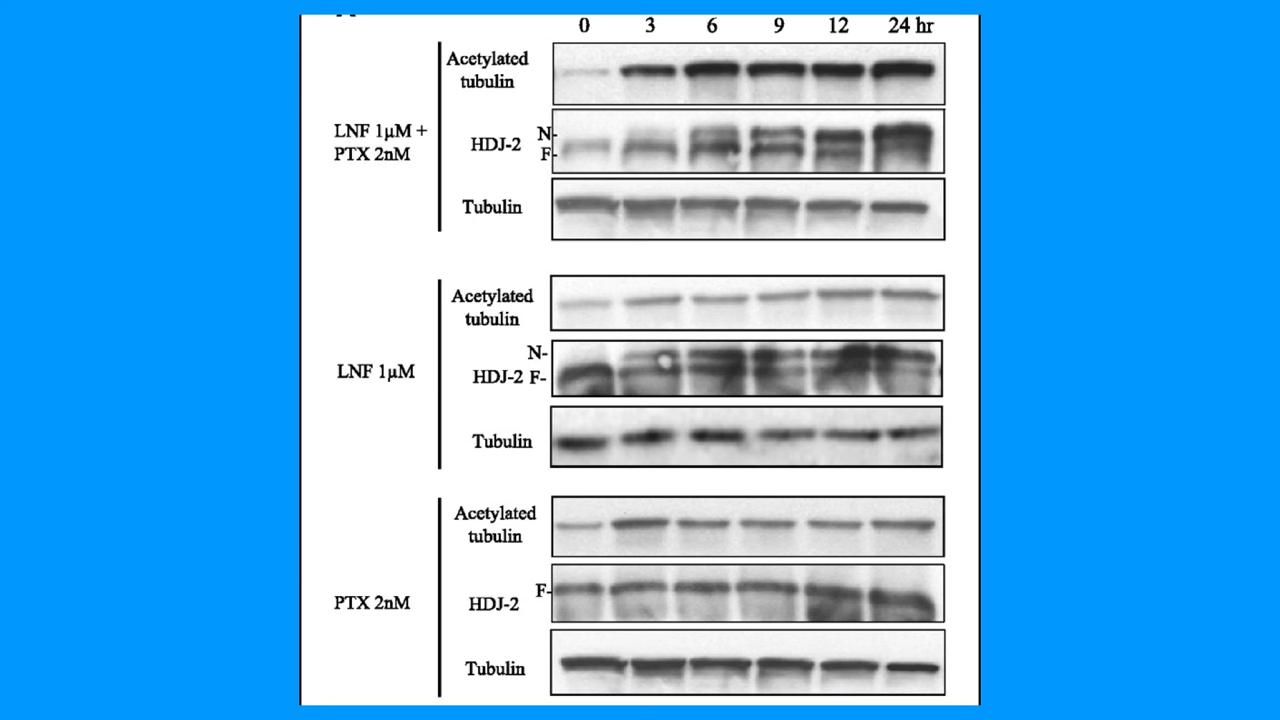 0 3 6 9 12 24 hr
LNF 1µM +
PTX 2nM
Acetylated
tubulin
HDJ-2
N-
F-
Tubulin
LNF 1µM
Acetylated
tubulin
N-
HDJ-2 F-
Tubulin
PTX 2nM
Acetylated
tubulin
F-
HDJ-2
Tubulin